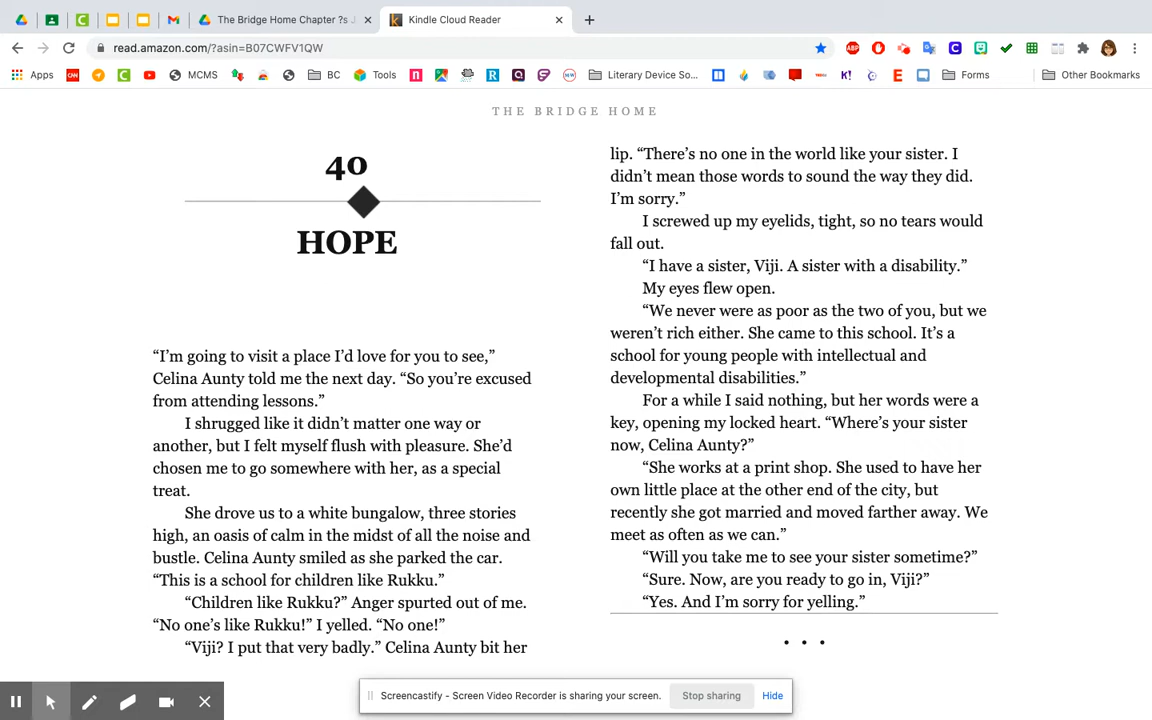 The Bridge Home Chapter ?s
Kindle Cloud Reader
read.amazon.com/?asin=B07CWFV1QW
Apps
MCMS
BC
Tools
Literary Device So...
Forms
Other Bookmarks
THE BRIDGE HOME
40
HOPE
“I’m going to visit a place I’d love for you to see,”
Celina Aunty told me the next day. “So you’re excused
from attending lessons.”
I shrugged like it didn’t matter one way or
another, but I felt myself flush with pleasure. She’d
chosen me to go somewhere with her, as a special
treat.
She drove us to a white bungalow, three stories
high, an oasis of calm in the midst of all the noise and
bustle. Celina Aunty smiled as she parked the car.
“This is a school for children like Rukku.”
“Children like Rukku?” Anger spurted out of me.
“No one’s like Rukku!” I yelled. “No one!”
“Viji? I put that very badly.” Celina Aunty bit her
lip. “There’s no one in the world like your sister. I
didn’t mean those words to sound the way they did.
I’m sorry.”
I screwed up my eyelids, tight, so no tears would
fall out.
“I have a sister, Viji. A sister with a disability.”
My eyes flew open.
“We never were as poor as the two of you, but we
weren’t rich either. She came to this school. It’s a
school for young people with intellectual and
developmental disabilities.”
For a while I said nothing, but her words were a
key, opening my locked heart. “Where’s your sister
now, Celina Aunty?”
“She works at a print shop. She used to have her
own little place at the other end of the city, but
recently she got married and moved farther away. We
meet as often as we can.”
“Will you take me to see your sister sometime?”
“Sure. Now, are you ready to go in, Viji?”
“Yes. And I’m sorry for yelling.”
• • •
Screencastify - Screen Video Recorder is sharing your screen.
Stop sharing
Hide